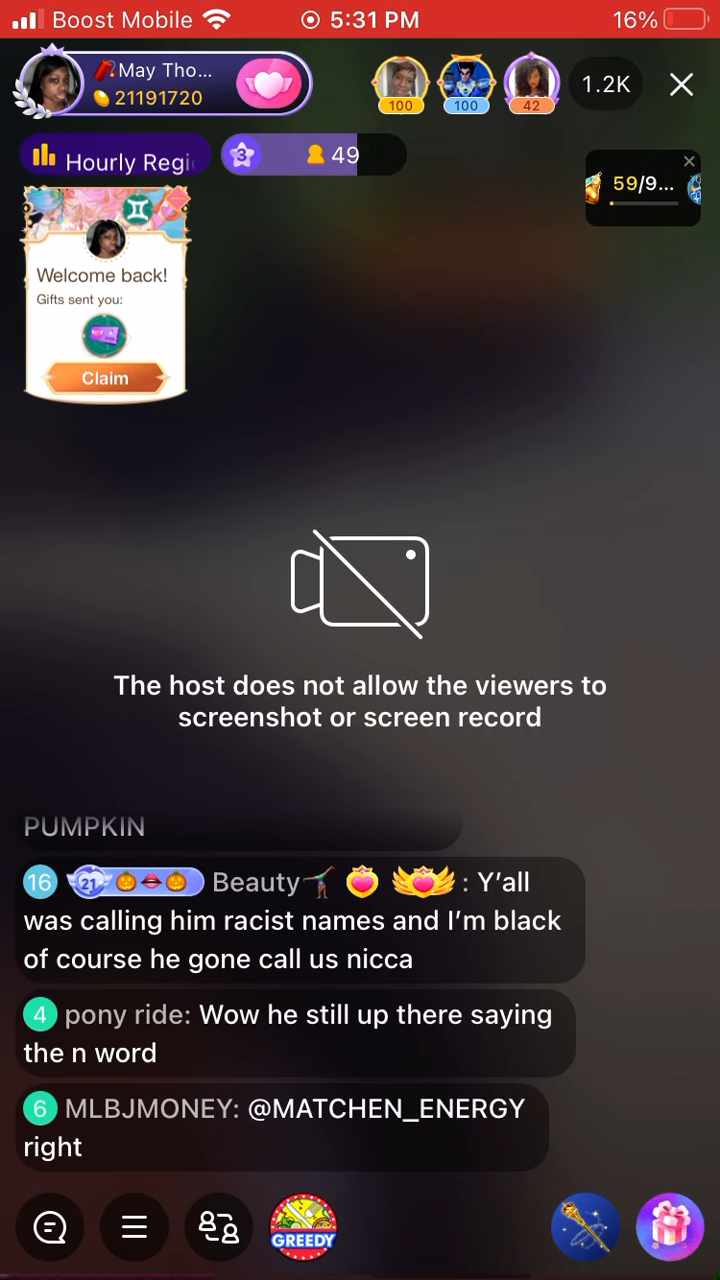 Boost Mobile 5:31 PM 16%
May Tho...
21191720
100 100 42 1.2K
Hourly Regi 3 49
59/9...
Welcome back!
Gifts sent you:
Claim
The host does not allow the viewers to
screenshot or screen record
PUMPKIN
16 21 Beauty : Y'all
was calling him racist names and I'm black
of course he gone call us nicca
4 pony ride: Wow he still up there saying
the n word
6 MLBJMONEY: @MATCHEN_ENERGY
right
GREEDY